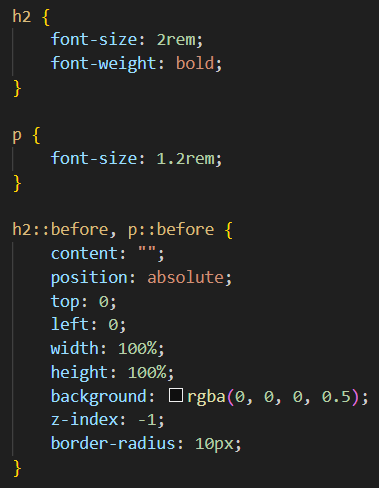 h2 {
    font-size: 2rem;
    font-weight: bold;
}

p {
    font-size: 1.2rem;
}

h2::before, p::before {
    content: "";
    position: absolute;
    top: 0;
    left: 0;
    width: 100%;
    height: 100%;
    background: rgba(0, 0, 0, 0.5);
    z-index: -1;
    border-radius: 10px;
}